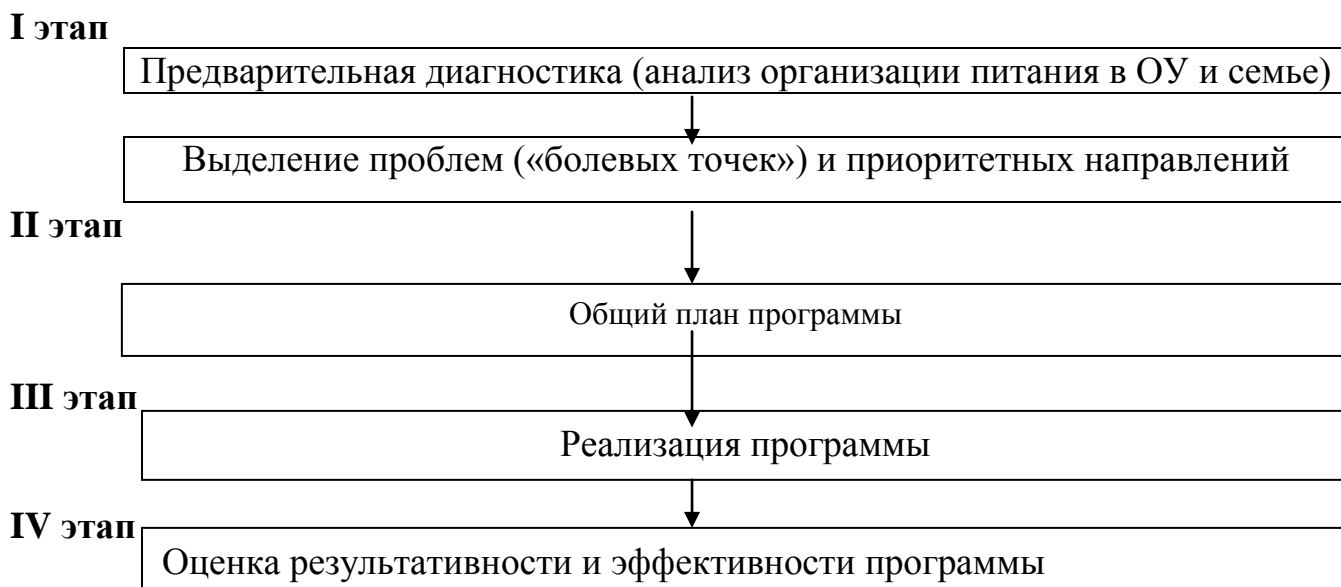 I этап
Предварительная диагностика (анализ организации питания в ОУ и семье)
Выделение проблем («болевых точек») и приоритетных направлений
II этап
Общий план программы
III этап
Реализация программы
IV этап
Оценка результативности и эффективности программы